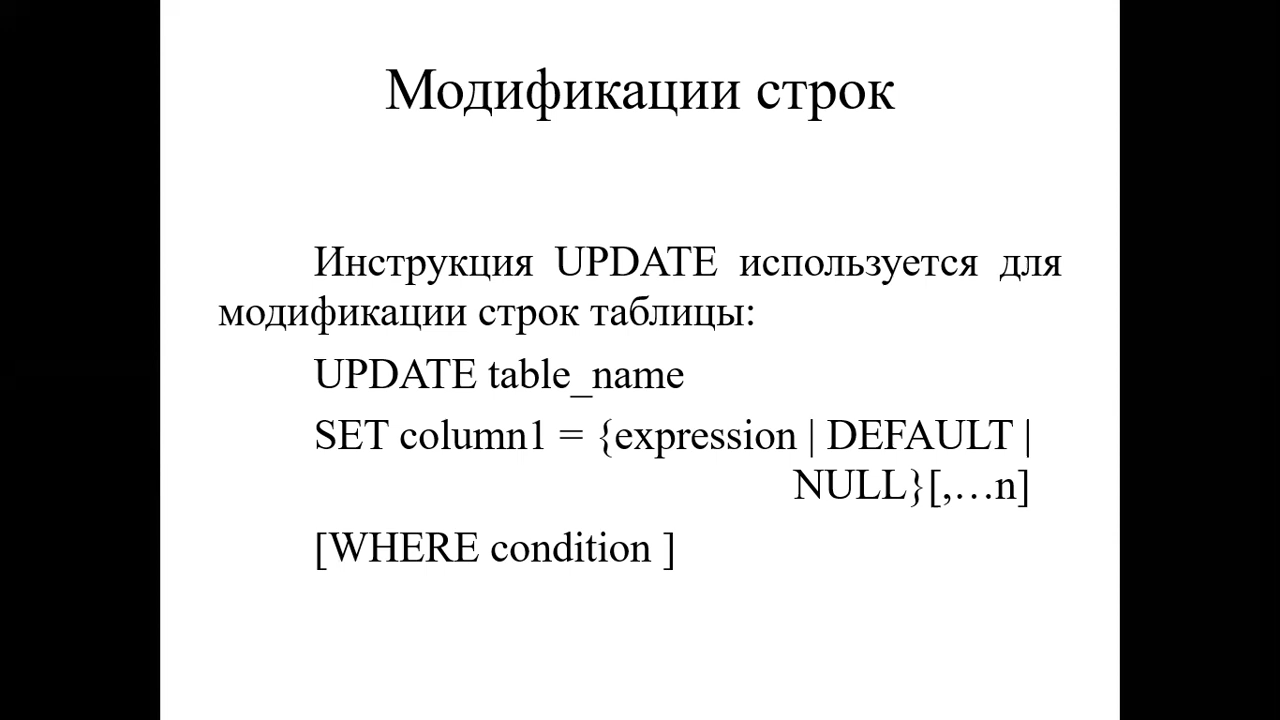 Модификации строк
Инструкция UPDATE используется для
модификации строк таблицы:
UPDATE table_name
SET column1 = {expression | DEFAULT |
NULL}[,…n]
[WHERE condition ]